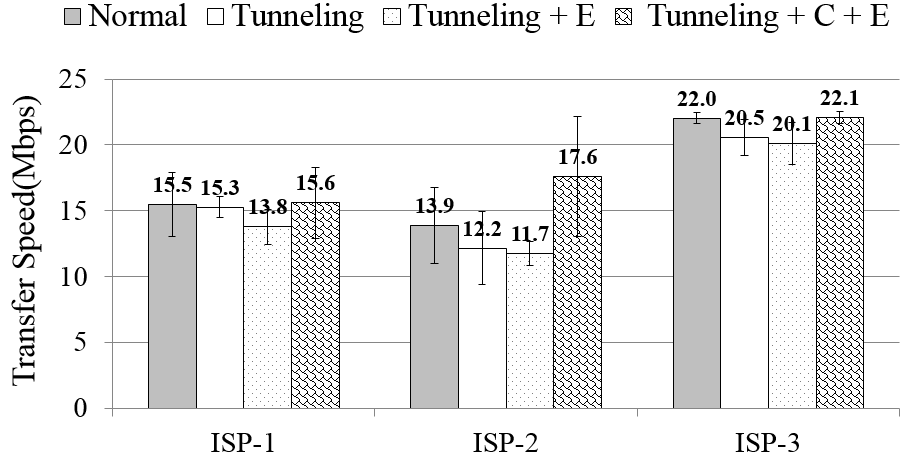 Normal Tunneling Tunneling + E Tunneling + C + E
Transfer Speed(Mbps)
25
20
15
10
5
0
15.5 15.3 13.8 15.6
13.9 12.2 11.7 17.6
22.0 20.5 20.1 22.1
ISP-1 ISP-2 ISP-3